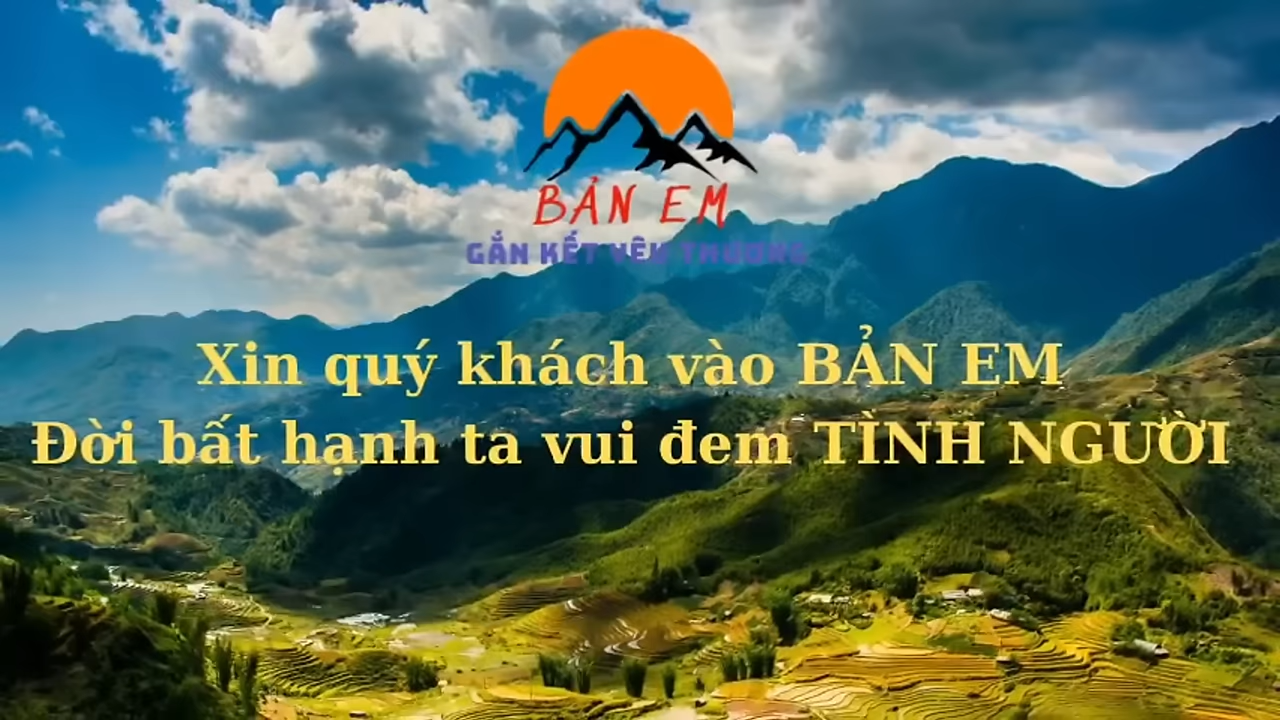 BẢN EM
GẮN KẾT YÊU THƯƠNG
Xin quý khách vào BẢN EM
Đời bất hạnh ta vui đem TÌNH NGƯỜI